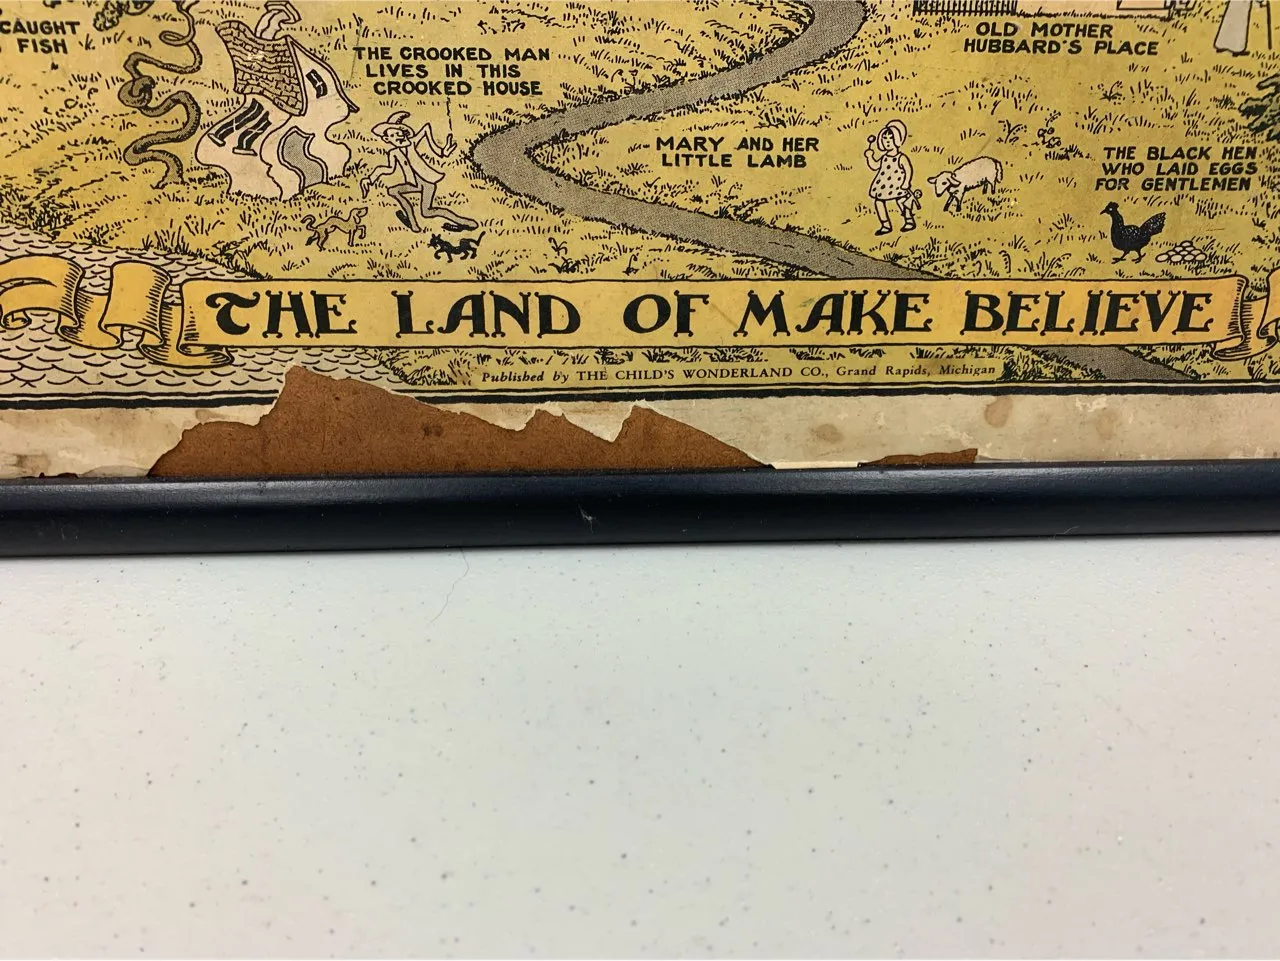 CAUGHT
FISH
THE CROOKED MAN
LIVES IN THIS
CROOKED HOUSE
OLD MOTHER
HUBBARD'S PLACE
MARY AND HER
LITTLE LAMB
THE BLACK HEN
WHO LAID EGGS
FOR GENTLEMEN
THE LAND OF MAKE BELIEVE
Published by THE CHILD'S WONDERLAND CO., Grand Rapids, Michigan